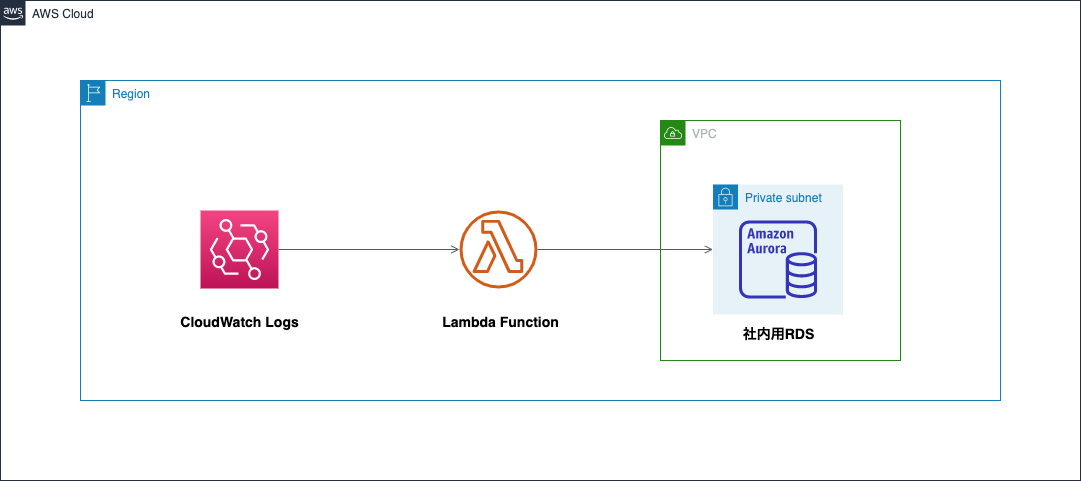 aws
AWS Cloud
Region
VPC
Private subnet
Amazon
Aurora
CloudWatch Logs
Lambda Function
社内用RDS